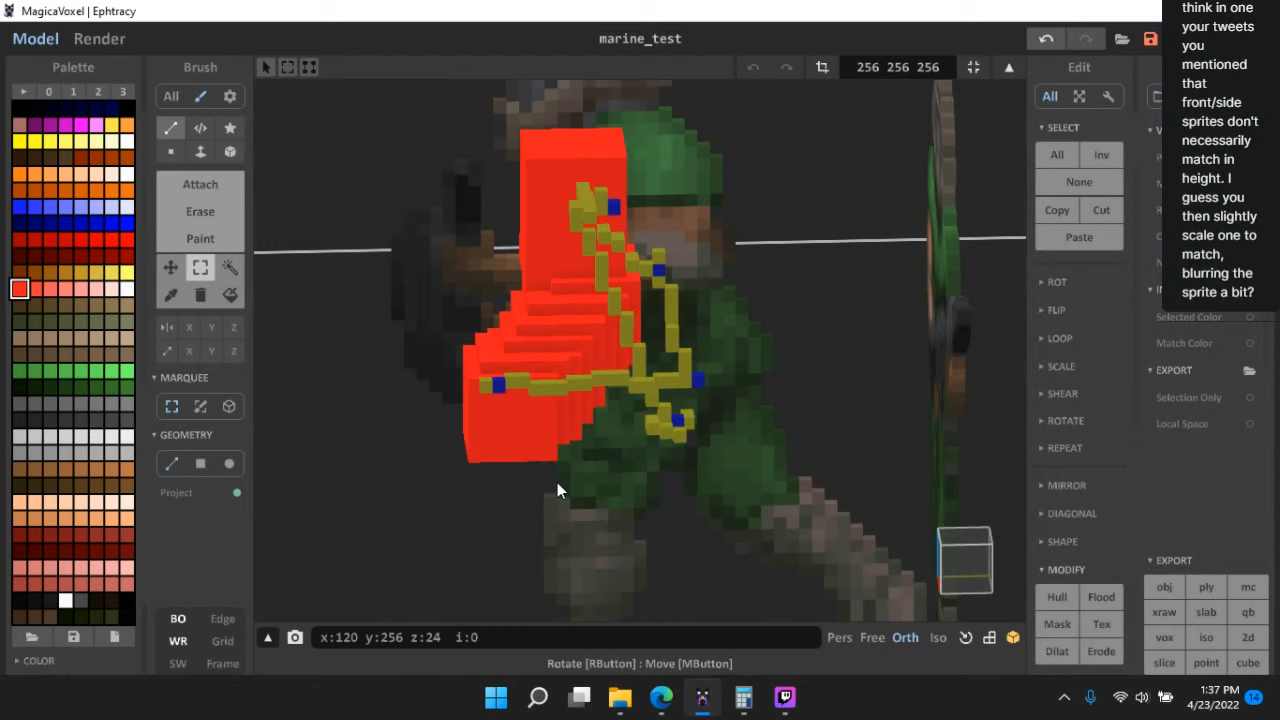 MagicaVoxel | Ephtracy
Model Render
marine_test
Palette
Brush
256 256 256
Edit
0 1 2 3
All
All
SELECT
All Inv
None
Copy Cut
Paste
Attach
Erase
Paint
X Y Z
X Y Z
MARQUEE
GEOMETRY
Project
ROT
FLIP
LOOP
SCALE
SHEAR
ROTATE
REPEAT
MIRROR
DIAGONAL
SHAPE
MODIFY
Hull Flood
Mask Tex
Dilat Erode
think in one
your tweets
you
mentioned
that
front/side
sprites don't
necessarily
match in
height. I
guess you
then slightly
scale one to
match,
blurring the
sprite a bit?
Selected Color
Match Color
EXPORT
Selection Only
Local Space
EXPORT
obj ply mc
xraw slab qb
vox iso 2d
slice point cube
BO Edge
WR Grid
SW Frame
COLOR
x:120 y:256 z:24 i:0
Pers Free Orth Iso
Rotate [RButton] : Move [MButton]
1:37 PM
4/23/2022
14